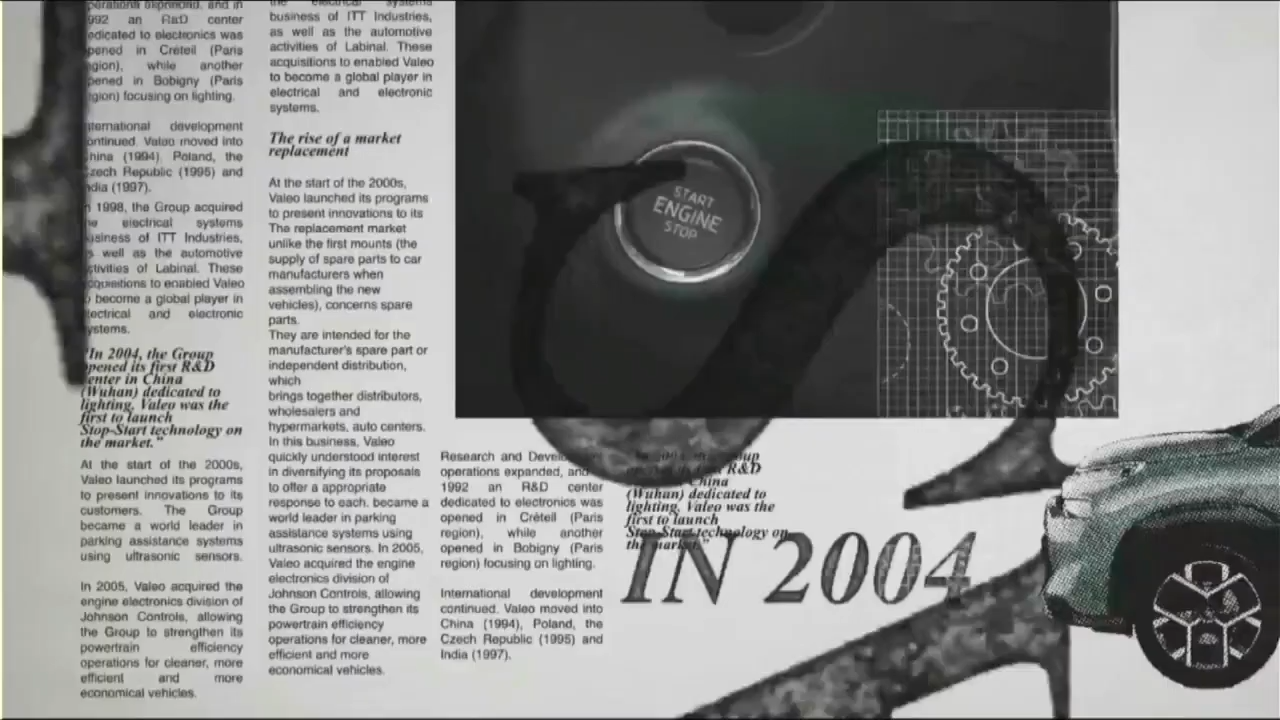 operations expanded, and in
1992 an R&D center
dedicated to electronics was
opened in Créteil (Paris
region), while another
opened in Bobigny (Paris
region) focusing on lighting.
International development
continued. Valeo moved into
China (1994), Poland, the
Czech Republic (1995) and
India (1997).
In 1998, the Group acquired
the electrical systems
business of ITT Industries,
as well as the automotive
activities of Labinal. These
acquisitions to enabled Valeo
to become a global player in
electrical and electronic
systems.
"In 2004, the Group
opened its first R&D
center in China
(Wuhan) dedicated to
lighting. Valeo was the
first to launch
Stop-Start technology on
the market."
At the start of the 2000s,
Valeo launched its programs
to present innovations to its
customers. The Group
became a world leader in
parking assistance systems
using ultrasonic sensors.
In 2005, Valeo acquired the
engine electronics division of
Johnson Controls, allowing
the Group to strengthen its
powertrain efficiency
operations for cleaner, more
efficient and more
economical vehicles.
the electrical systems
business of ITT Industries,
as well as the automotive
activities of Labinal. These
acquisitions to enabled Valeo
to become a global player in
electrical and electronic
systems.
The rise of a market
replacement
At the start of the 2000s,
Valeo launched its programs
to present innovations to its
The replacement market
unlike the first mounts (the
supply of spare parts to car
manufacturers when
assembling the new
vehicles), concerns spare
parts.
They are intended for the
manufacturer's spare part or
independent distribution,
which
brings together distributors,
wholesalers and
hypermarkets, auto centers.
In this business, Valeo
quickly understood interest
in diversifying its proposals
to offer a appropriate
response to each. became a
world leader in parking
assistance systems using
ultrasonic sensors. In 2005,
Valeo acquired the engine
electronics division of
Johnson Controls, allowing
the Group to strengthen its
powertrain efficiency
operations for cleaner, more
efficient and more
economical vehicles.
START
ENGINE
STOP
Research and
operations expanded, and
1992 an R&D center
dedicated to electronics was
opened in Créteil (Paris
region), while another
opened in Bobigny (Paris
region) focusing on lighting.
International development
continued. Valeo moved into
China (1994), Poland, the
Czech Republic (1995) and
India (1997).
R&D
China
(Wuhan) dedicated to
lighting. Valeo was the
first to launch
Stop-Start technology on
the market."
IN 2004